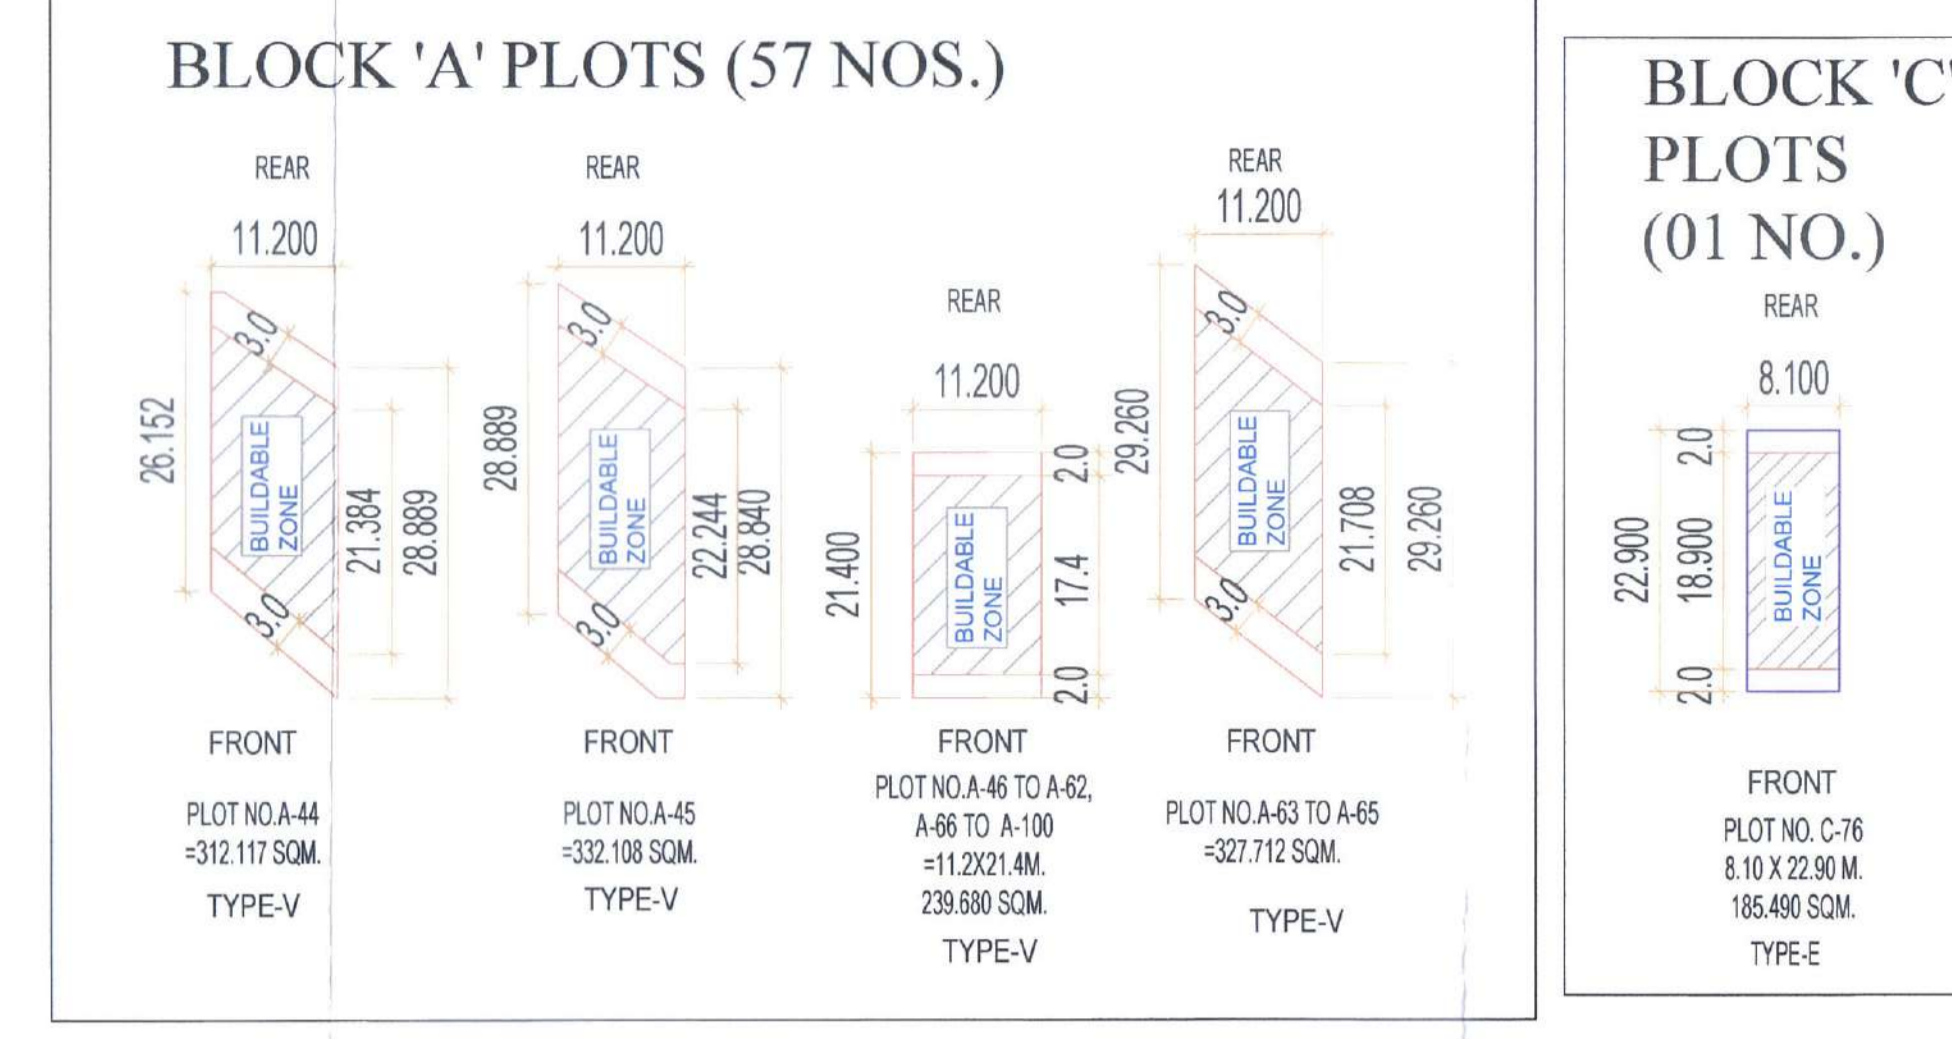 BLOCK 'A' PLOTS (57 NOS.)
REAR
11.200
3.0
26.152
BUILDABLE
ZONE
21.384
28.889
3.0
FRONT
PLOT NO.A-44
=312.117 SQM.
TYPE-V
REAR
11.200
3.0
28.889
BUILDABLE
ZONE
22.244
28.840
3.0
FRONT
PLOT NO.A-45
=332.108 SQM.
TYPE-V
REAR
11.200
2.0
21.400
BUILDABLE
ZONE
17.4
2.0
FRONT
PLOT NO.A-46 TO A-62,
A-66 TO A-100
=11.2X21.4M.
239.680 SQM.
TYPE-V
REAR
11.200
3.0
29.260
BUILDABLE
ZONE
21.708
29.260
3.0
FRONT
PLOT NO.A-63 TO A-65
=327.712 SQM.
TYPE-V
BLOCK 'C'
PLOTS
(01 NO.)
REAR
8.100
2.0
22.900
18.900
BUILDABLE
ZONE
2.0
FRONT
PLOT NO. C-76
8.10 X 22.90 M.
185.490 SQM.
TYPE-E